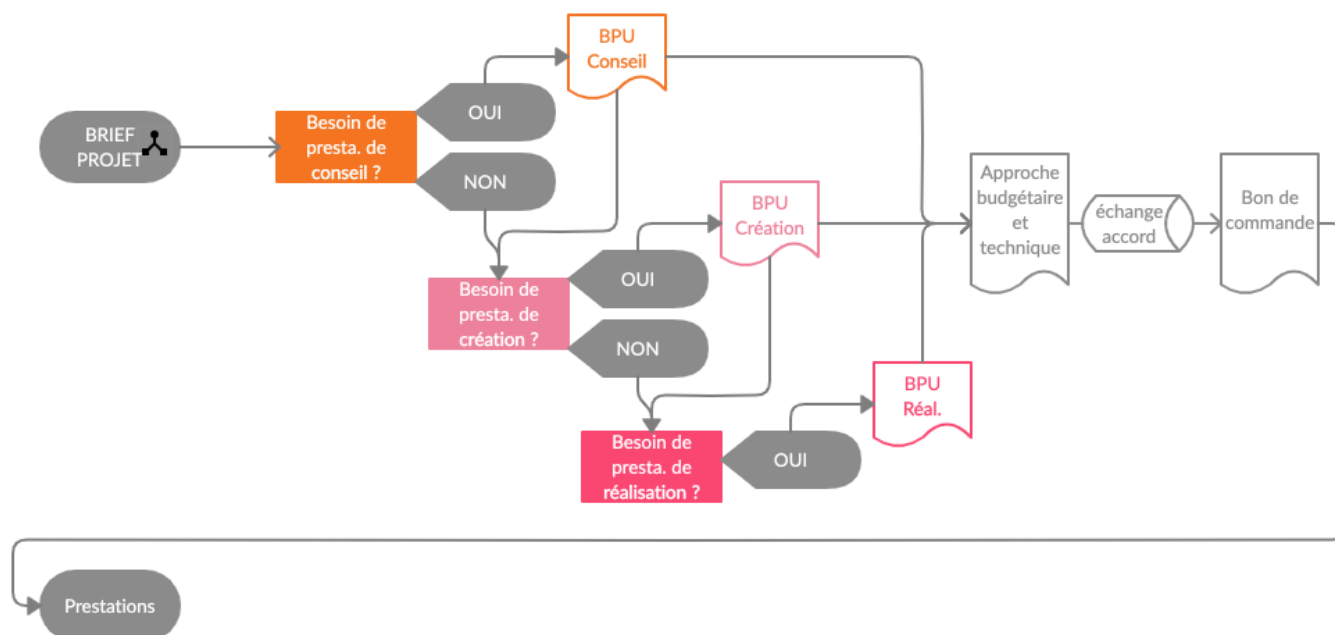 BPU
Conseil
OUI
BRIEF
PROJET
Besoin de
presta. de
conseil ?
NON
BPU
Création
Approche
budgétaire
et
technique
échange
accord
Bon de
commande
OUI
Besoin de
presta. de
création ?
NON
BPU
Réal.
Besoin de
presta. de
réalisation ?
OUI
Prestations